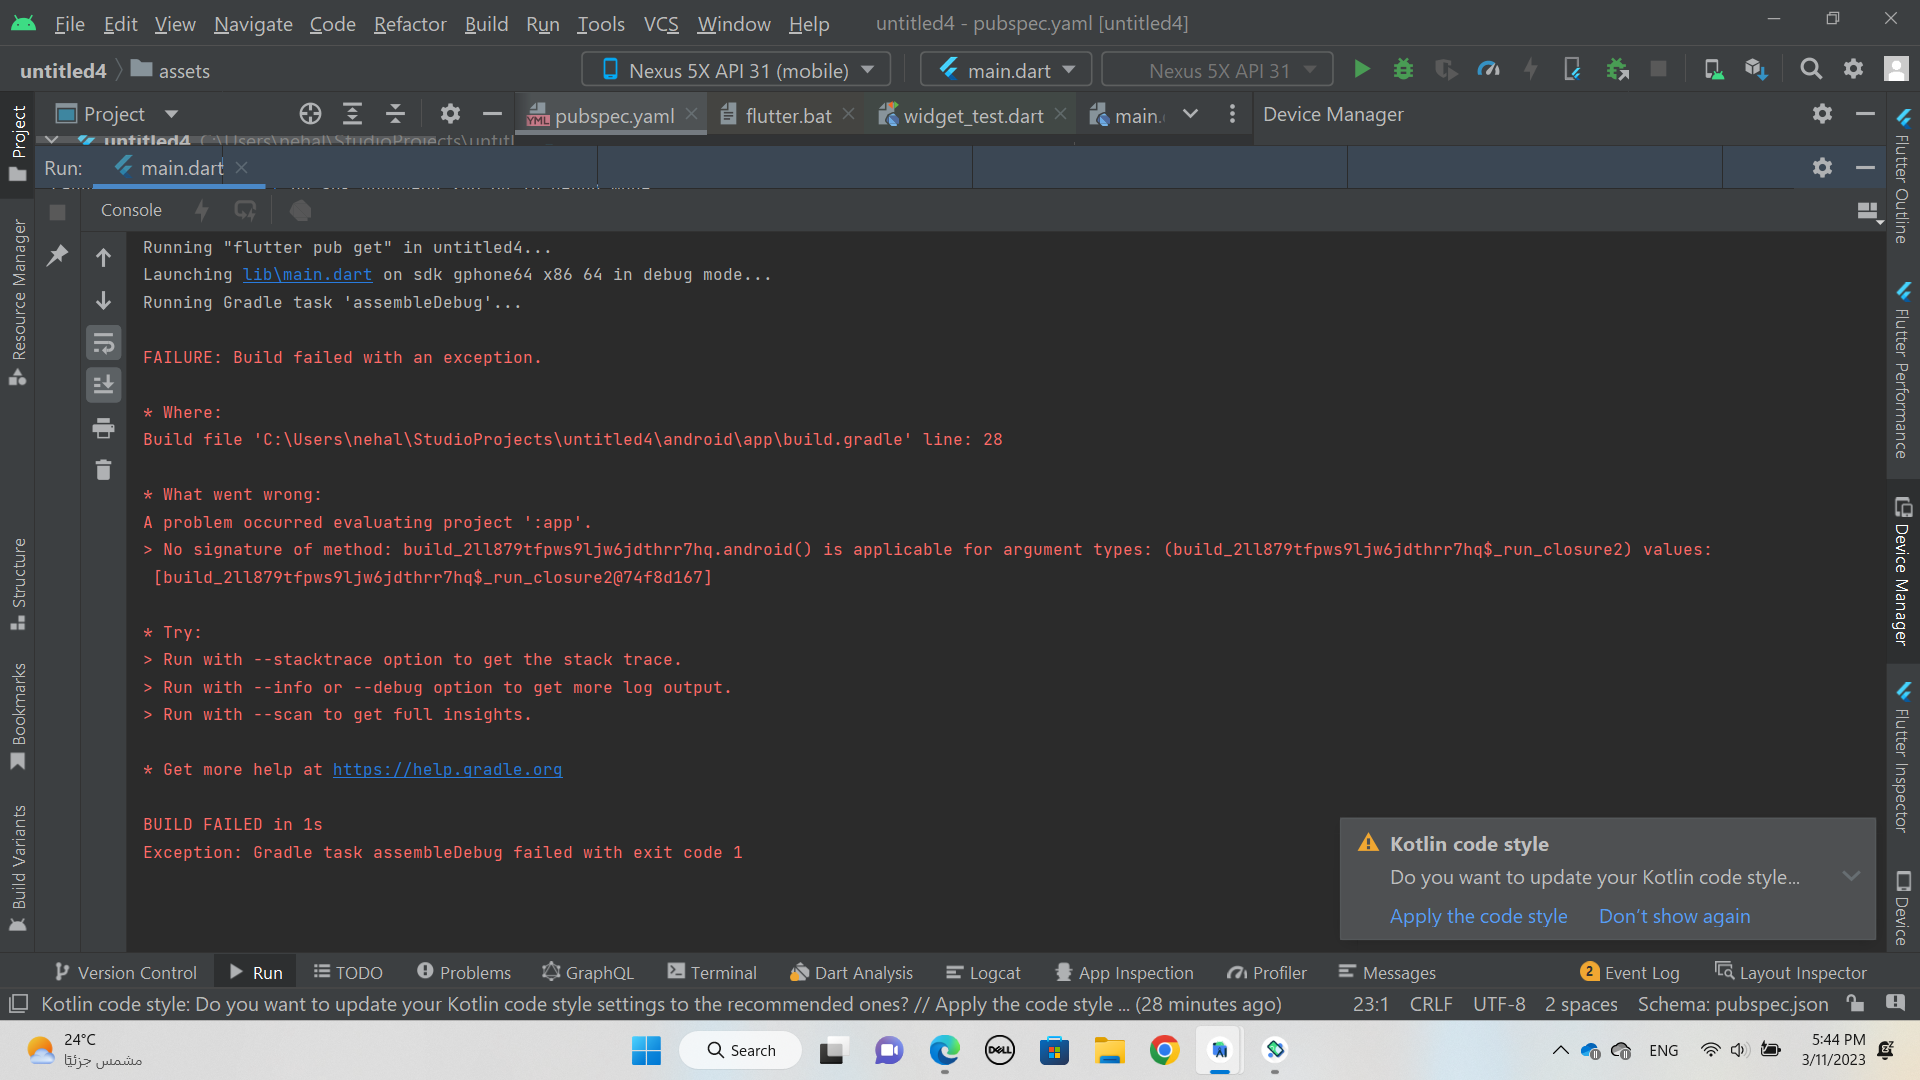 File Edit View Navigate Code Refactor Build Run Tools VCS Window Help untitled4 - pubspec.yaml [untitled4]
untitled4 assets Nexus 5X API 31 (mobile) main.dart Nexus 5X API 31
Project pubspec.yaml flutter.bat widget_test.dart main. Device Manager
untitled4 C:\Users\nehal\StudioProjects\untitl
Run: main.dart
Console
Running "flutter pub get" in untitled4...
Launching lib\main.dart on sdk gphone64 x86 64 in debug mode...
Running Gradle task 'assembleDebug'...
FAILURE: Build failed with an exception.
* Where:
Build file 'C:\Users\nehal\StudioProjects\untitled4\android\app\build.gradle' line: 28
* What went wrong:
A problem occurred evaluating project ':app'.
> No signature of method: build_2ll879tfpws9ljw6jdthrr7hq.android() is applicable for argument types: (build_2ll879tfpws9ljw6jdthrr7hq$_run_closure2) values:
[build_2ll879tfpws9ljw6jdthrr7hq$_run_closure2@74f8d167]
* Try:
> Run with --stacktrace option to get the stack trace.
> Run with --info or --debug option to get more log output.
> Run with --scan to get full insights.
* Get more help at https://help.gradle.org
BUILD FAILED in 1s
Exception: Gradle task assembleDebug failed with exit code 1
Project
Resource Manager
Structure
Bookmarks
Build Variants
Flutter Outline
Flutter Performance
Device Manager
Flutter Inspector
Device
Kotlin code style
Do you want to update your Kotlin code style...
Apply the code style Don't show again
Version Control Run TODO Problems GraphQL Terminal Dart Analysis Logcat App Inspection Profiler Messages 2 Event Log Layout Inspector
Kotlin code style: Do you want to update your Kotlin code style settings to the recommended ones? // Apply the code style ... (28 minutes ago) 23:1 CRLF UTF-8 2 spaces Schema: pubspec.json
24°C
مشمس جزئيًا
Search
DELL
ENG
5:44 PM
3/11/2023